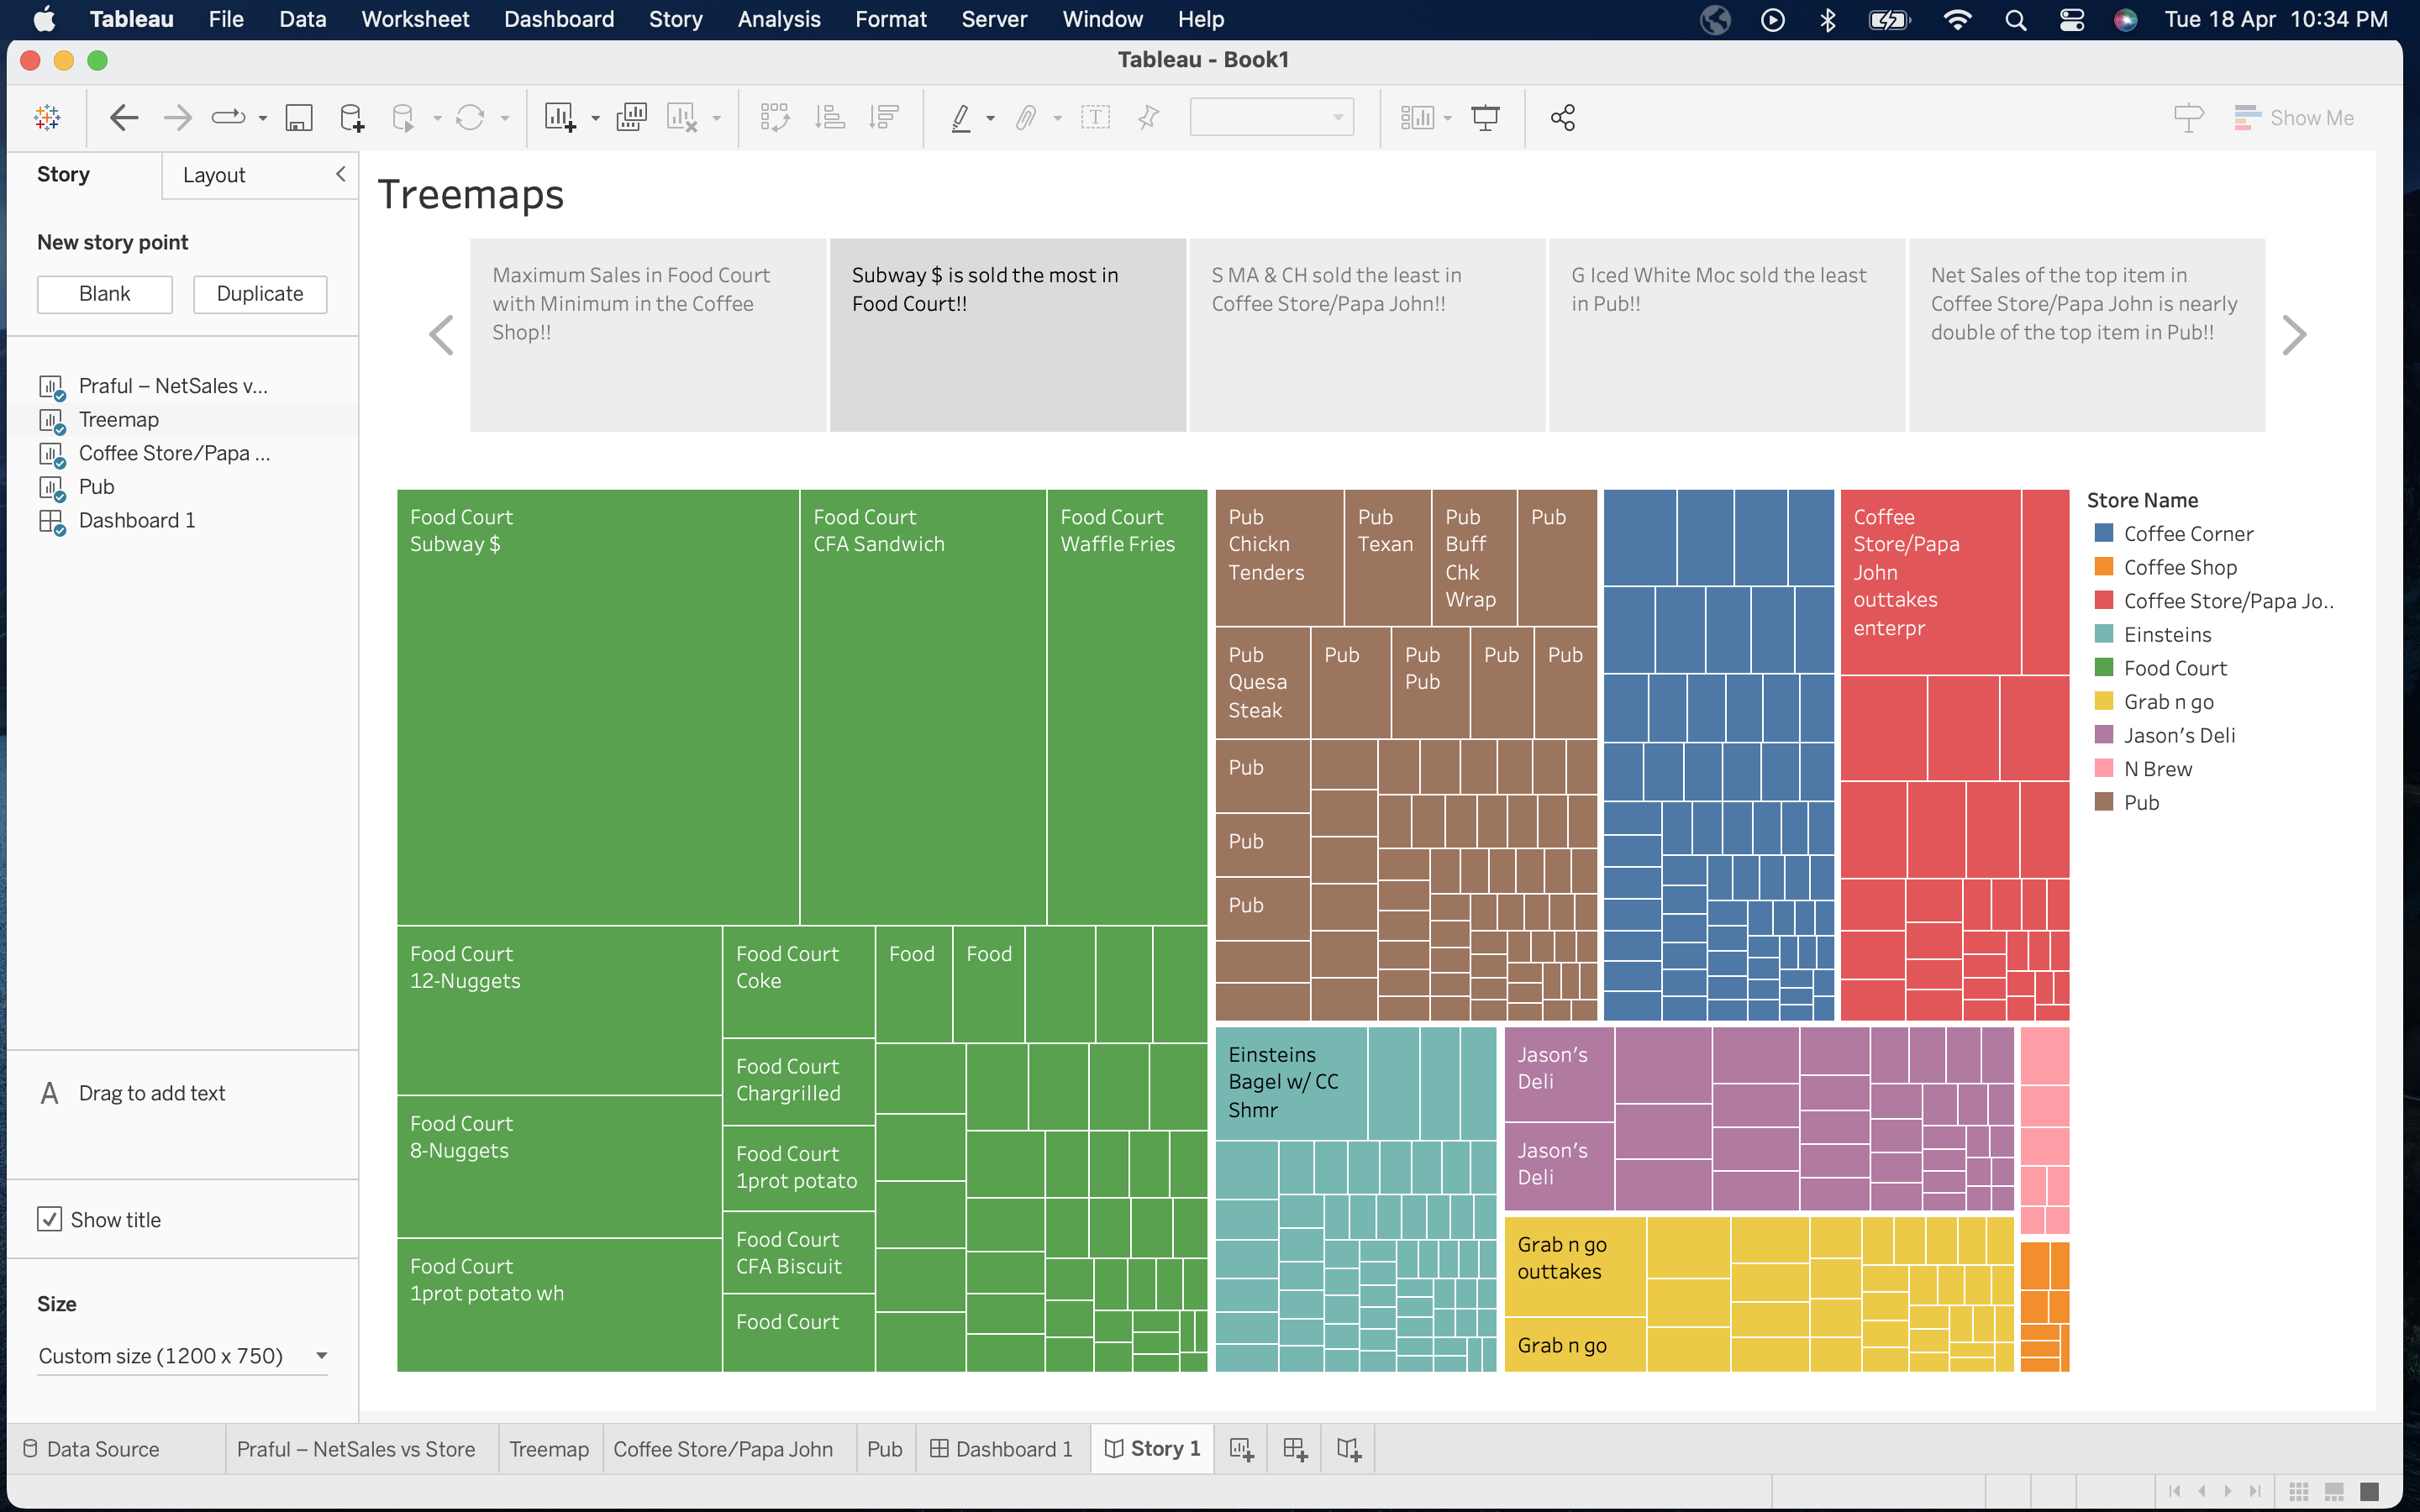 Tableau File Data Worksheet Dashboard Story Analysis Format Server Window Help Tue 18 Apr 10:34 PM
Tableau - Book1
Show Me
Story Layout
New story point
Blank Duplicate
Praful – NetSales v...
Treemap
Coffee Store/Papa ...
Pub
Dashboard 1
A Drag to add text
Show title
Size
Custom size (1200 x 750)
Treemaps
Maximum Sales in Food Court
with Minimum in the Coffee
Shop!!
Subway $ is sold the most in
Food Court!!
S MA & CH sold the least in
Coffee Store/Papa John!!
G Iced White Moc sold the least
in Pub!!
Net Sales of the top item in
Coffee Store/Papa John is nearly
double of the top item in Pub!!
Food Court
Subway $
Food Court
CFA Sandwich
Food Court
Waffle Fries
Food Court
12-Nuggets
Food Court
8-Nuggets
Food Court
1prot potato wh
Food Court
Coke
Food Court
Chargrilled
Food Court
1prot potato
Food Court
CFA Biscuit
Food Court
Food
Food
Pub
Chickn
Tenders
Pub
Texan
Pub
Buff
Chk
Wrap
Pub
Pub
Quesa
Steak
Pub
Pub
Pub
Pub
Pub
Pub
Pub
Pub
Coffee
Store/Papa
John
outtakes
enterpr
Einsteins
Bagel w/ CC
Shmr
Jason's
Deli
Jason's
Deli
Grab n go
outtakes
Grab n go
Store Name
Coffee Corner
Coffee Shop
Coffee Store/Papa Jo..
Einsteins
Food Court
Grab n go
Jason's Deli
N Brew
Pub
Data Source Praful – NetSales vs Store Treemap Coffee Store/Papa John Pub Dashboard 1 Story 1